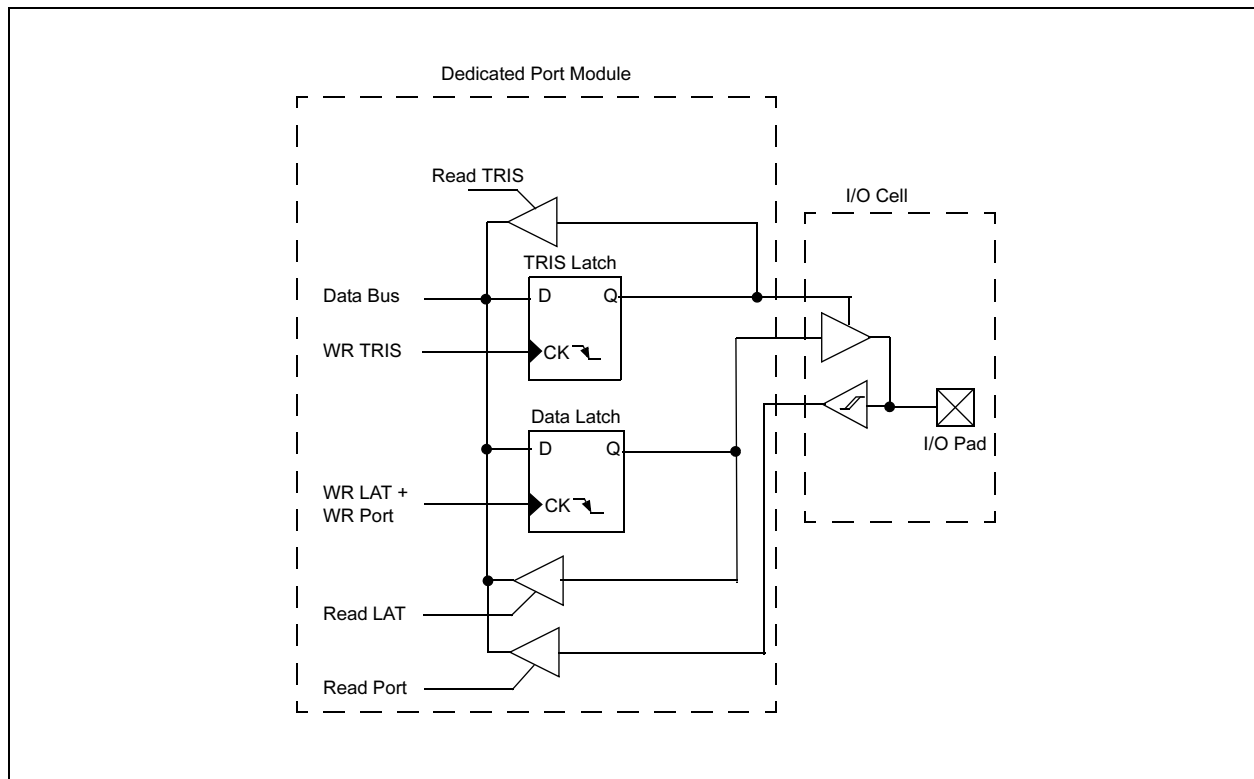 Dedicated Port Module
Read TRIS
I/O Cell
TRIS Latch
Data Bus
D
Q
WR TRIS
CK
Data Latch
I/O Pad
D
Q
WR LAT +
WR Port
CK
Read LAT
Read Port